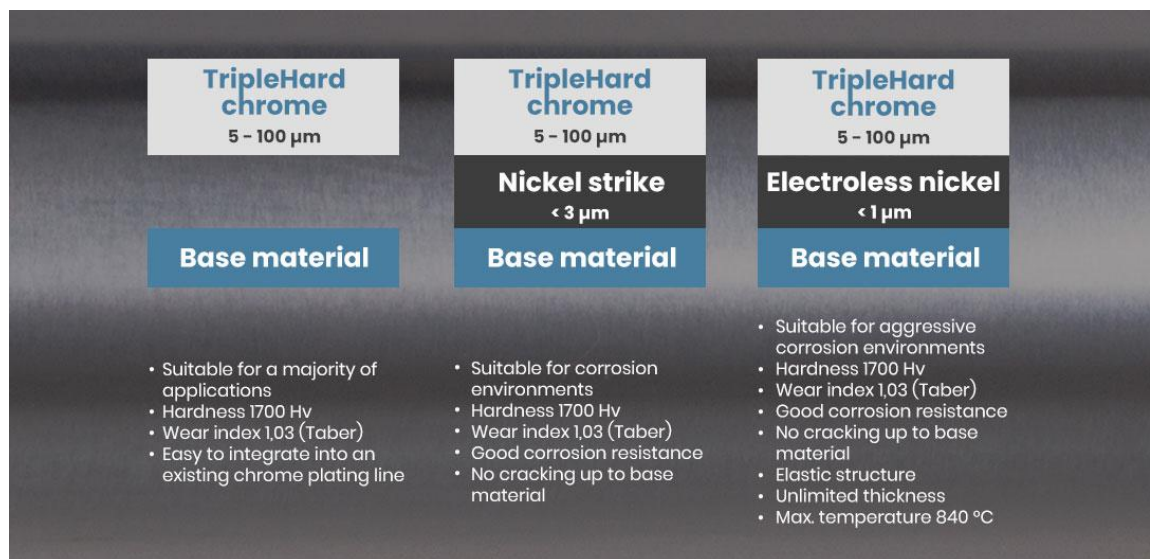 TripleHard
chrome
5 - 100 µm
Base material
• Suitable for a majority of
applications
• Hardness 1700 Hv
• Wear index 1,03 (Taber)
• Easy to integrate into an
existing chrome plating line
TripleHard
chrome
5 - 100 µm
Nickel strike
< 3 µm
Base material
• Suitable for corrosion
environments
• Hardness 1700 Hv
• Wear index 1,03 (Taber)
• Good corrosion resistance
• No cracking up to base
material
TripleHard
chrome
5 - 100 µm
Electroless nickel
< 1 µm
Base material
• Suitable for aggressive
corrosion environments
• Hardness 1700 Hv
• Wear index 1,03 (Taber)
• Good corrosion resistance
• No cracking up to base
material
• Elastic structure
• Unlimited thickness
• Max. temperature 840 °C